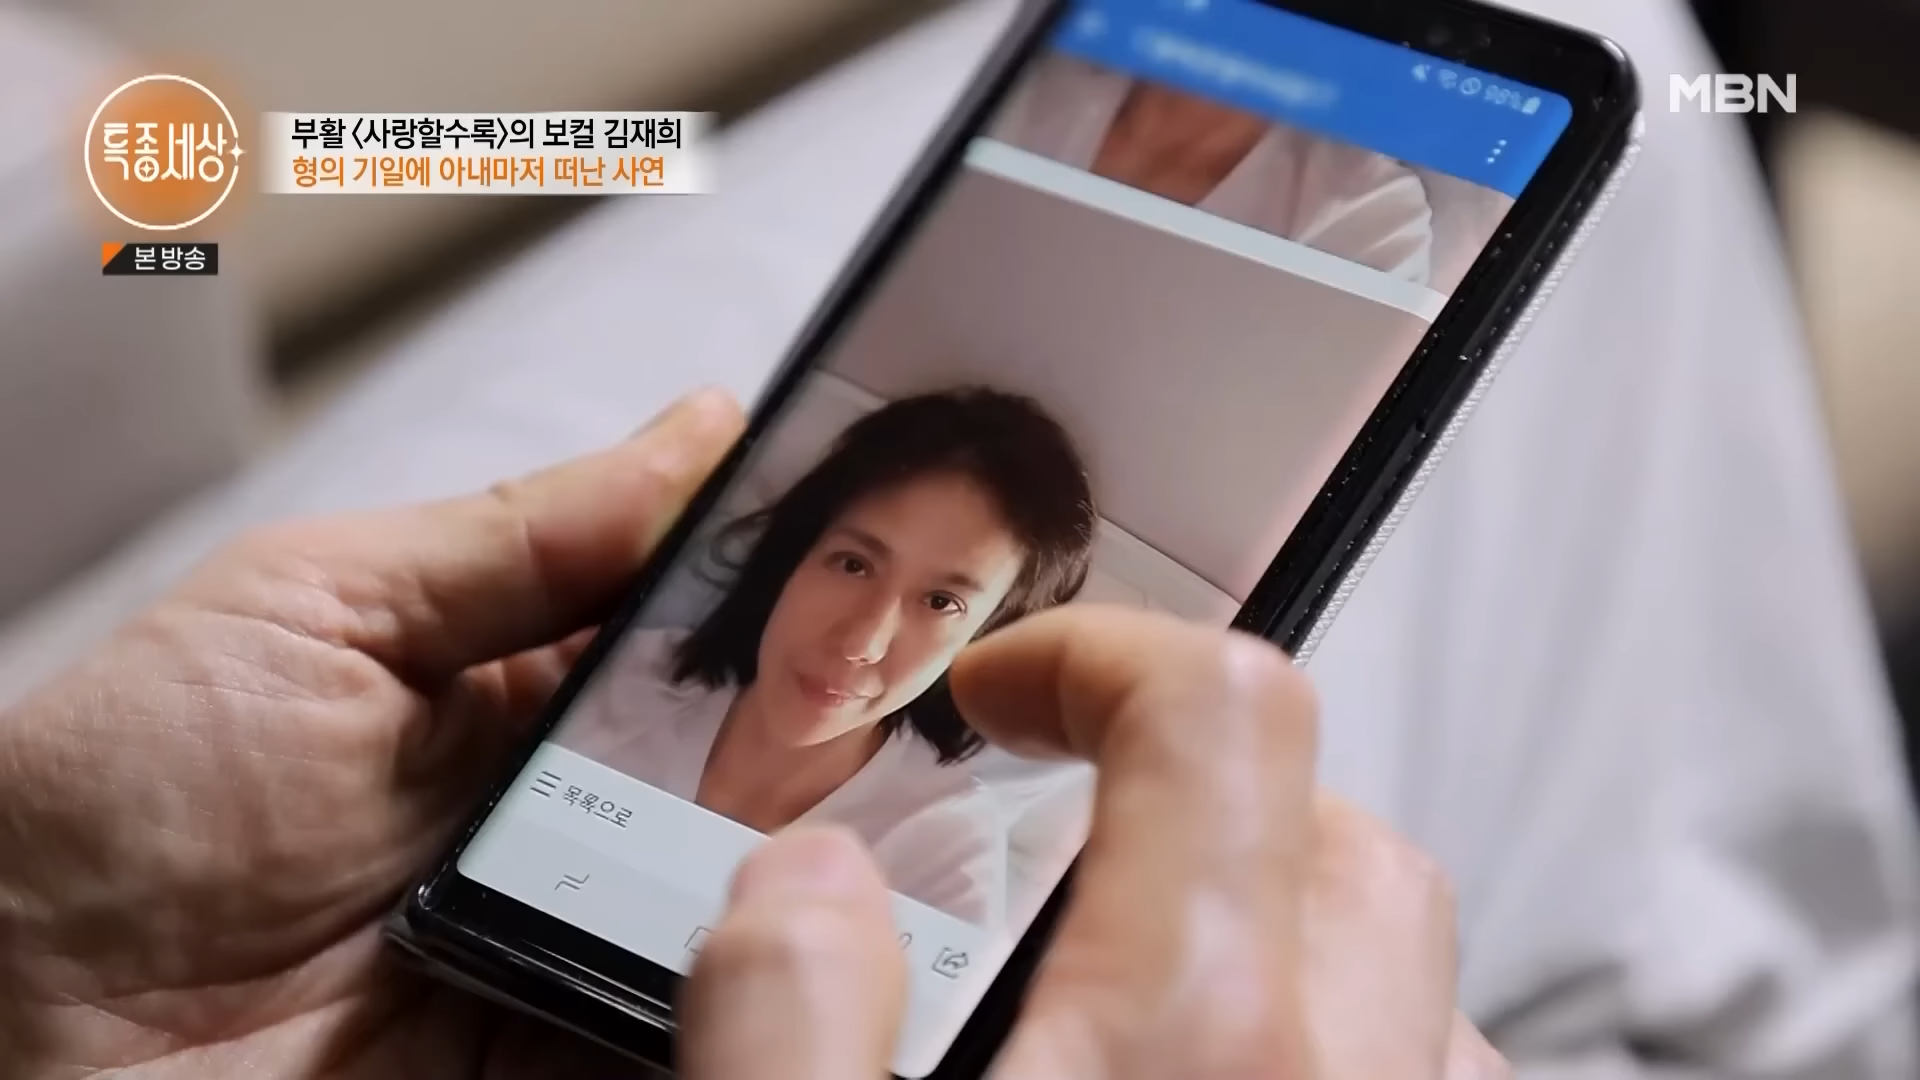 특종세상
본 방송
부활 〈사랑할수록〉의 보컬 김재희
형의 기일에 아내마저 떠난 사연
MBN
98%
목록으로